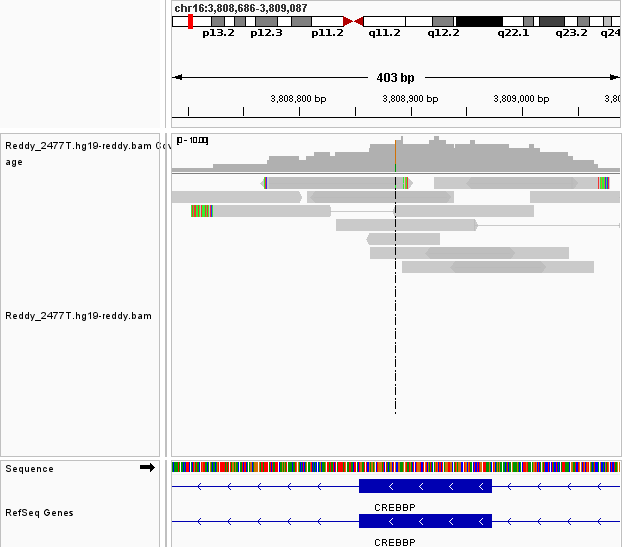 chr16:3,808,686-3,809,087
p13.2 p12.3 p11.2 q11.2 q12.2 q22.1 q23.2 q24
403 bp
3,808,800 bp 3,808,900 bp 3,809,000 bp 3,80
Reddy_2477T.hg19-reddy.bam Cov
age
[0 - 10.00]
Reddy_2477T.hg19-reddy.bam
Sequence
RefSeq Genes
CREBBP
CREBBP